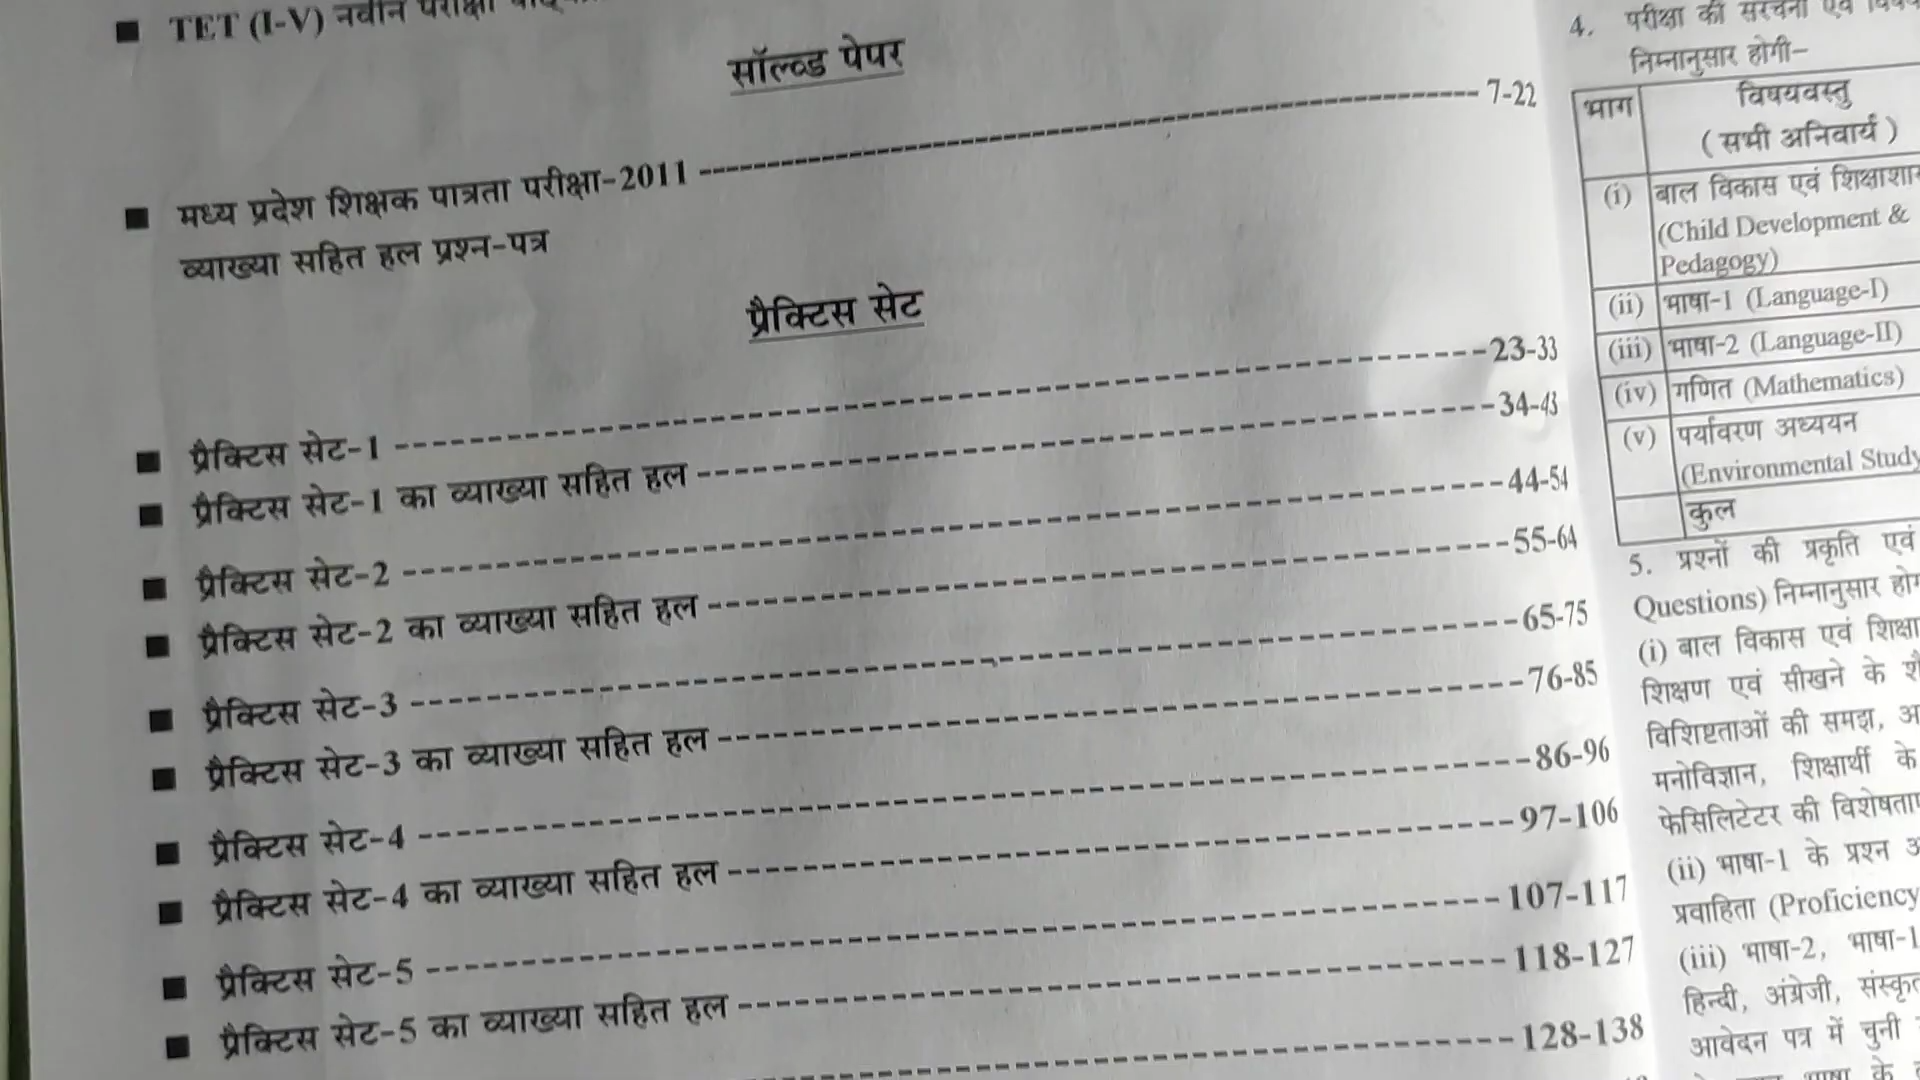 TET (I-V) नवीन परीक्षा
सॉल्व्ड पेपर
मध्य प्रदेश शिक्षक पात्रता परीक्षा-2011 ---------- 7-22
व्याख्या सहित हल प्रश्न-पत्र
प्रैक्टिस सेट
प्रैक्टिस सेट-1 ---------- 23-33
प्रैक्टिस सेट-1 का व्याख्या सहित हल ---------- 34-43
प्रैक्टिस सेट-2 ---------- 44-54
प्रैक्टिस सेट-2 का व्याख्या सहित हल ---------- 55-64
प्रैक्टिस सेट-3 ---------- 65-75
प्रैक्टिस सेट-3 का व्याख्या सहित हल ---------- 76-85
प्रैक्टिस सेट-4 ---------- 86-96
प्रैक्टिस सेट-4 का व्याख्या सहित हल ---------- 97-106
प्रैक्टिस सेट-5 ---------- 107-117
प्रैक्टिस सेट-5 का व्याख्या सहित हल ---------- 118-127
---------- 128-138
4. परीक्षा की संरचना एवं
निम्नानुसार होगी–
भाग विषयवस्तु
(सभी अनिवार्य)
(i) बाल विकास एवं
(Child Development &
Pedagogy)
(ii) भाषा-1 (Language-I)
(iii) भाषा-2 (Language-II)
(iv) गणित (Mathematics)
(v) पर्यावरण अध्ययन
(Environmental Study
कुल
5. प्रश्नों की प्रकृति एवं
Questions) निम्नानुसार
(i) बाल विकास एवं
शिक्षण एवं सीखने के
विशिष्टताओं की समझ,
मनोविज्ञान, शिक्षार्थी के
फेसिलिटेटर की
(ii) भाषा-1 के प्रश्न
प्रवाहिता (Proficiency
(iii) भाषा-2, भाषा-1
हिन्दी, अंग्रेजी,
आवेदन पत्र में चुनी